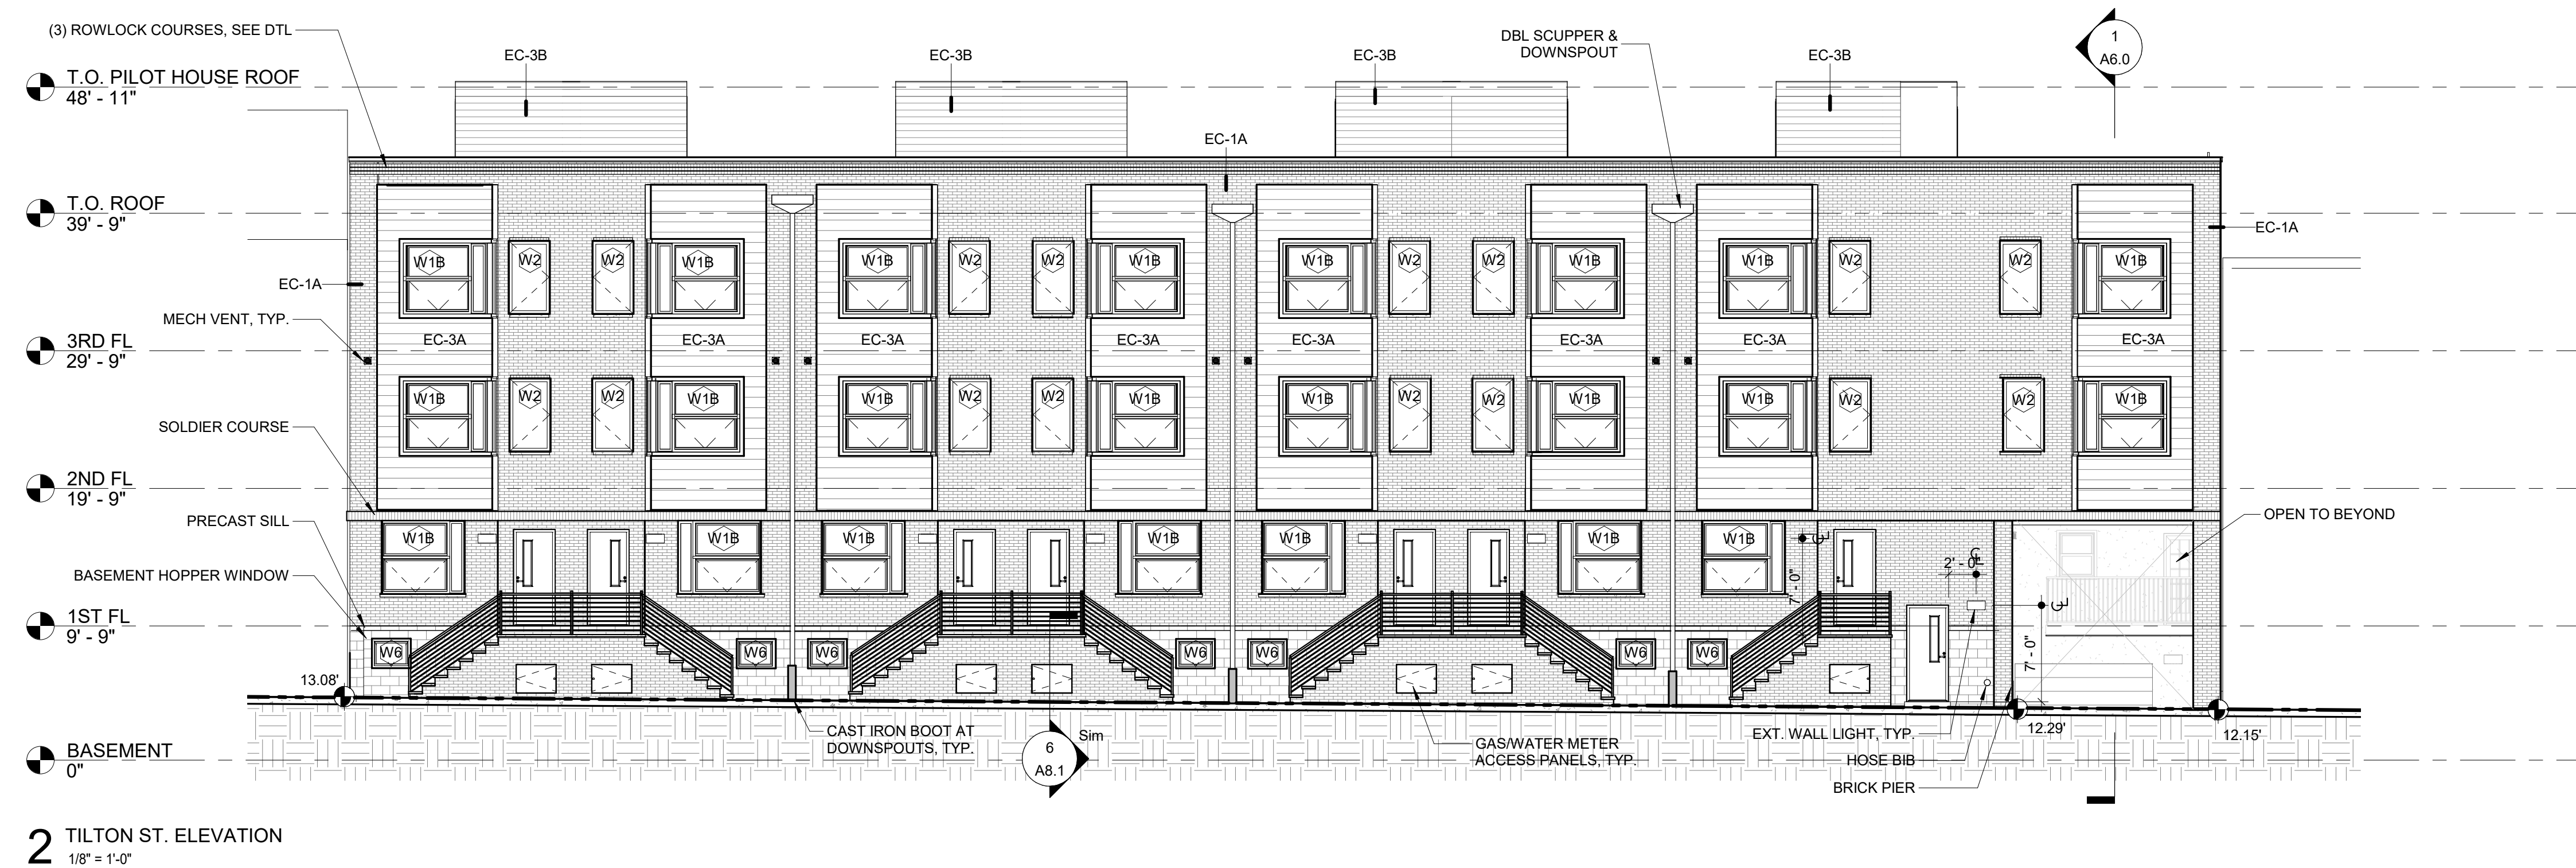 (3) ROWLOCK COURSES, SEE DTL
DBL SCUPPER &
DOWNSPOUT
1
A6.0
EC-3B
EC-3B
EC-3B
EC-3B
T.O. PILOT HOUSE ROOF
48' - 11"
EC-1A
T.O. ROOF
39' - 9"
EC-1A
W1B
W2
W2
W1B
W1B
W2
W2
W1B
W1B
W2
W2
W1B
W1B
W2
W2
W1B
EC-1A
MECH VENT, TYP.
3RD FL
29' - 9"
EC-3A
EC-3A
EC-3A
EC-3A
EC-3A
EC-3A
EC-3A
EC-3A
W1B
W2
W2
W1B
W1B
W2
W2
W1B
W1B
W2
W2
W1B
W1B
W2
W2
W1B
SOLDIER COURSE
2ND FL
19' - 9"
PRECAST SILL
OPEN TO BEYOND
W1B
W1B
W1B
W1B
W1B
W1B
W1B
CL
7' - 0"
2' - 0"
CL
BASEMENT HOPPER WINDOW
1ST FL
9' - 9"
CL
7' - 0"
W6
W6
W6
W6
W6
W6
W6
13.08'
12.29'
12.15'
CAST IRON BOOT AT
DOWNSPOUTS, TYP.
6
A8.1
Sim
GAS/WATER METER
ACCESS PANELS, TYP.
EXT. WALL LIGHT, TYP.
HOSE BIB
BRICK PIER
BASEMENT
0"
2
TILTON ST. ELEVATION
1/8" = 1'-0"